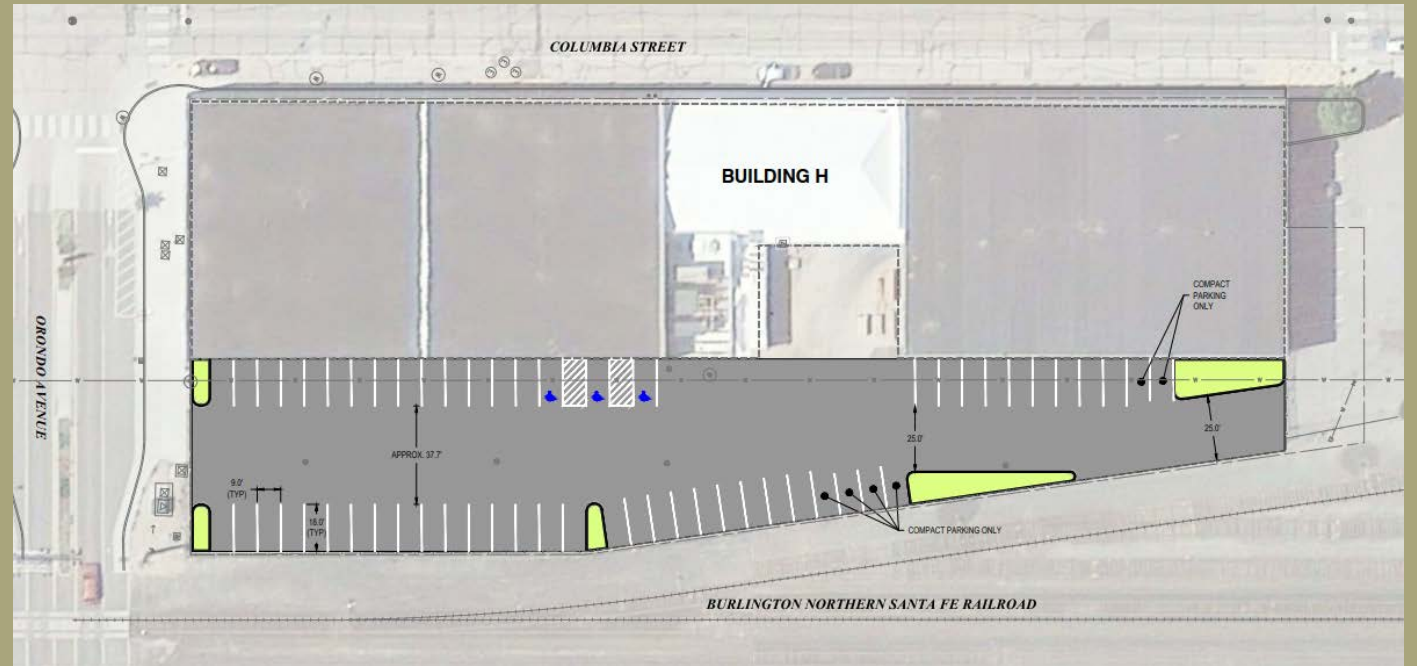 COLUMBIA STREET
BUILDING H
COMPACT
PARKING
ONLY
ORONDO AVENUE
APPROX. 37.7'
25.0'
25.0'
9.0'
(TYP)
18.0'
(TYP)
COMPACT PARKING ONLY
BURLINGTON NORTHERN SANTA FE RAILROAD